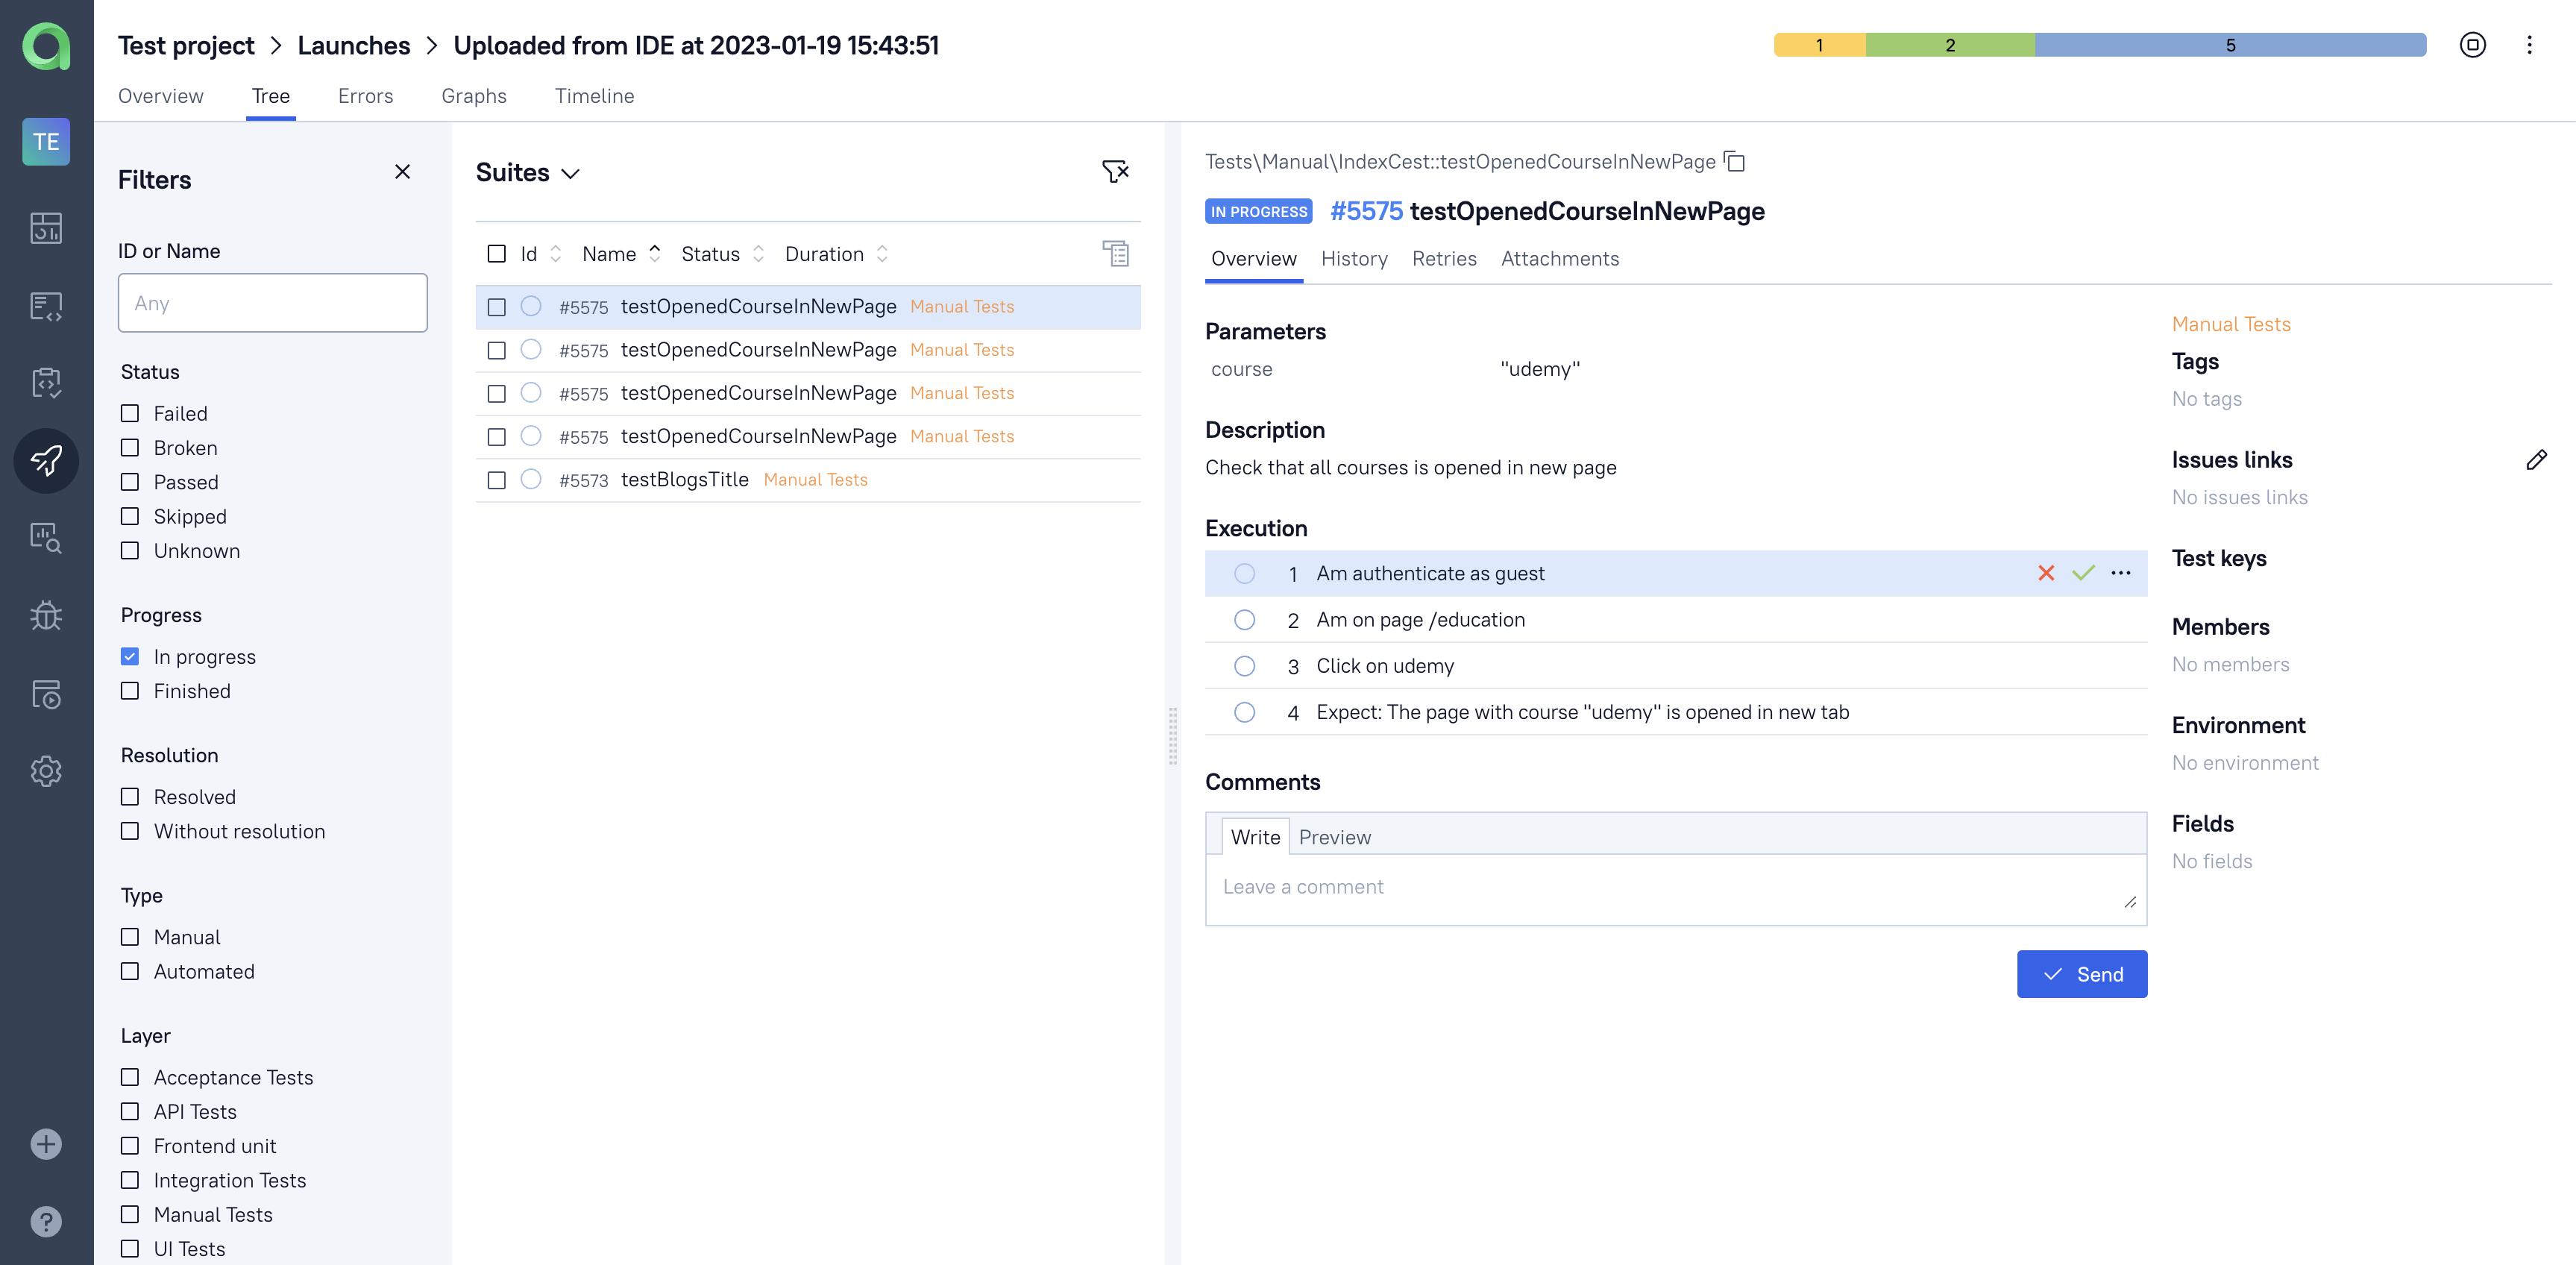 Test project > Launches > Uploaded from IDE at 2023-01-19 15:43:51
1 2 5
Overview Tree Errors Graphs Timeline
TE
Filters
ID or Name
Any
Status
Failed
Broken
Passed
Skipped
Unknown
Progress
In progress
Finished
Resolution
Resolved
Without resolution
Type
Manual
Automated
Layer
Acceptance Tests
API Tests
Frontend unit
Integration Tests
Manual Tests
UI Tests
Suites
Id Name Status Duration
#5575 testOpenedCourseInNewPage Manual Tests
#5575 testOpenedCourseInNewPage Manual Tests
#5575 testOpenedCourseInNewPage Manual Tests
#5575 testOpenedCourseInNewPage Manual Tests
#5573 testBlogsTitle Manual Tests
Tests\Manual\IndexCest::testOpenedCourseInNewPage
IN PROGRESS #5575 testOpenedCourseInNewPage
Overview History Retries Attachments
Parameters
course "udemy"
Description
Check that all courses is opened in new page
Execution
1 Am authenticate as guest
2 Am on page /education
3 Click on udemy
4 Expect: The page with course "udemy" is opened in new tab
Comments
Write Preview
Leave a comment
Send
Manual Tests
Tags
No tags
Issues links
No issues links
Test keys
Members
No members
Environment
No environment
Fields
No fields